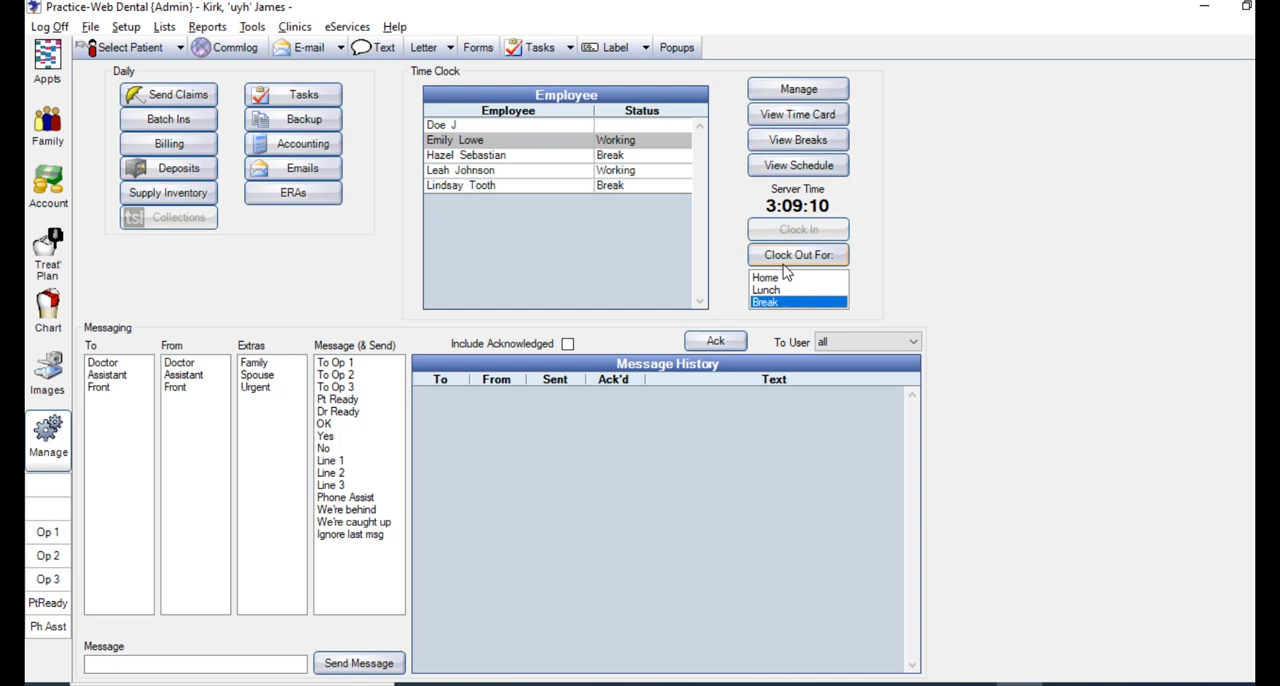 Practice-Web Dental {Admin} - Kirk, 'uyh' James -
Log Off File Setup Lists Reports Tools Clinics eServices Help
Select Patient Commlog E-mail Text Letter Forms Tasks Label Popups
Appts
Family
Account
Treat'
Plan
Chart
Images
Manage
Op 1
Op 2
Op 3
PtReady
Ph Asst
Daily
Send Claims Tasks
Batch Ins Backup
Billing Accounting
Deposits Emails
Supply Inventory ERAs
tsi Collections
Time Clock
Employee
Employee Status
Doe J
Emily Lowe Working
Hazel Sebastian Break
Leah Johnson Working
Lindsay Tooth Break
Manage
View Time Card
View Breaks
View Schedule
Server Time
3:09:10
Clock In
Clock Out For:
Home
Lunch
Break
Messaging
To From Extras Message (& Send)
Doctor
Assistant
Front
Doctor
Assistant
Front
Family
Spouse
Urgent
To Op 1
To Op 2
To Op 3
Pt Ready
Dr Ready
OK
Yes
No
Line 1
Line 2
Line 3
Phone Assist
We're behind
We're caught up
Ignore last msg
Include Acknowledged Ack To User all
Message History
To From Sent Ack'd Text
Message
Send Message